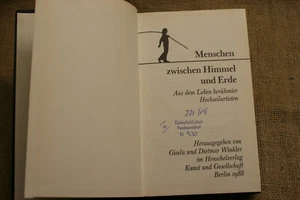 Menschen
zwischen Himmel
und Erde
Aus dem Leben berühmter
Hochseilartisten
Herausgegeben von
Gisela und Dietmar Winkler
im Henschelverlag
Kunst und Gesellschaft
Berlin 1988